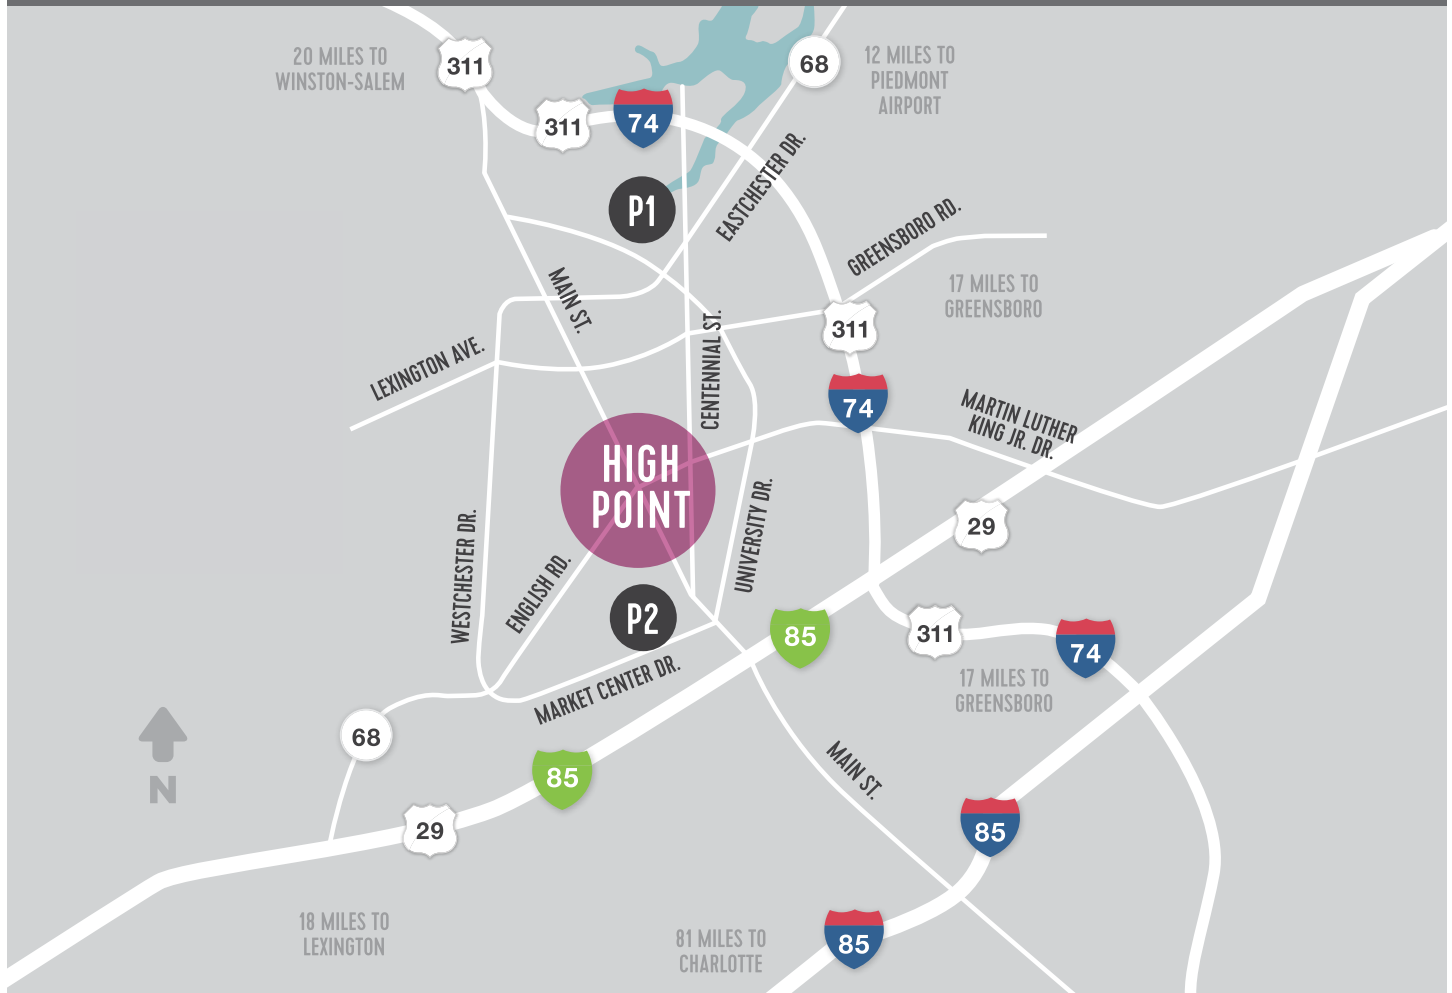 20 MILES TO
WINSTON-SALEM
311
68
12 MILES TO
PIEDMONT
AIRPORT
311
74
P1
EASTCHESTER DR.
GREENSBORO RD.
17 MILES TO
GREENSBORO
MAIN ST.
311
CENTENNIAL ST.
LEXINGTON AVE.
74
MARTIN LUTHER
KING JR. DR.
HIGH
POINT
29
UNIVERSITY DR.
WESTCHESTER DR.
ENGLISH RD.
P2
85
311
74
17 MILES TO
GREENSBORO
MARKET CENTER DR.
68
N
85
MAIN ST.
29
85
18 MILES TO
LEXINGTON
81 MILES TO
CHARLOTTE
85